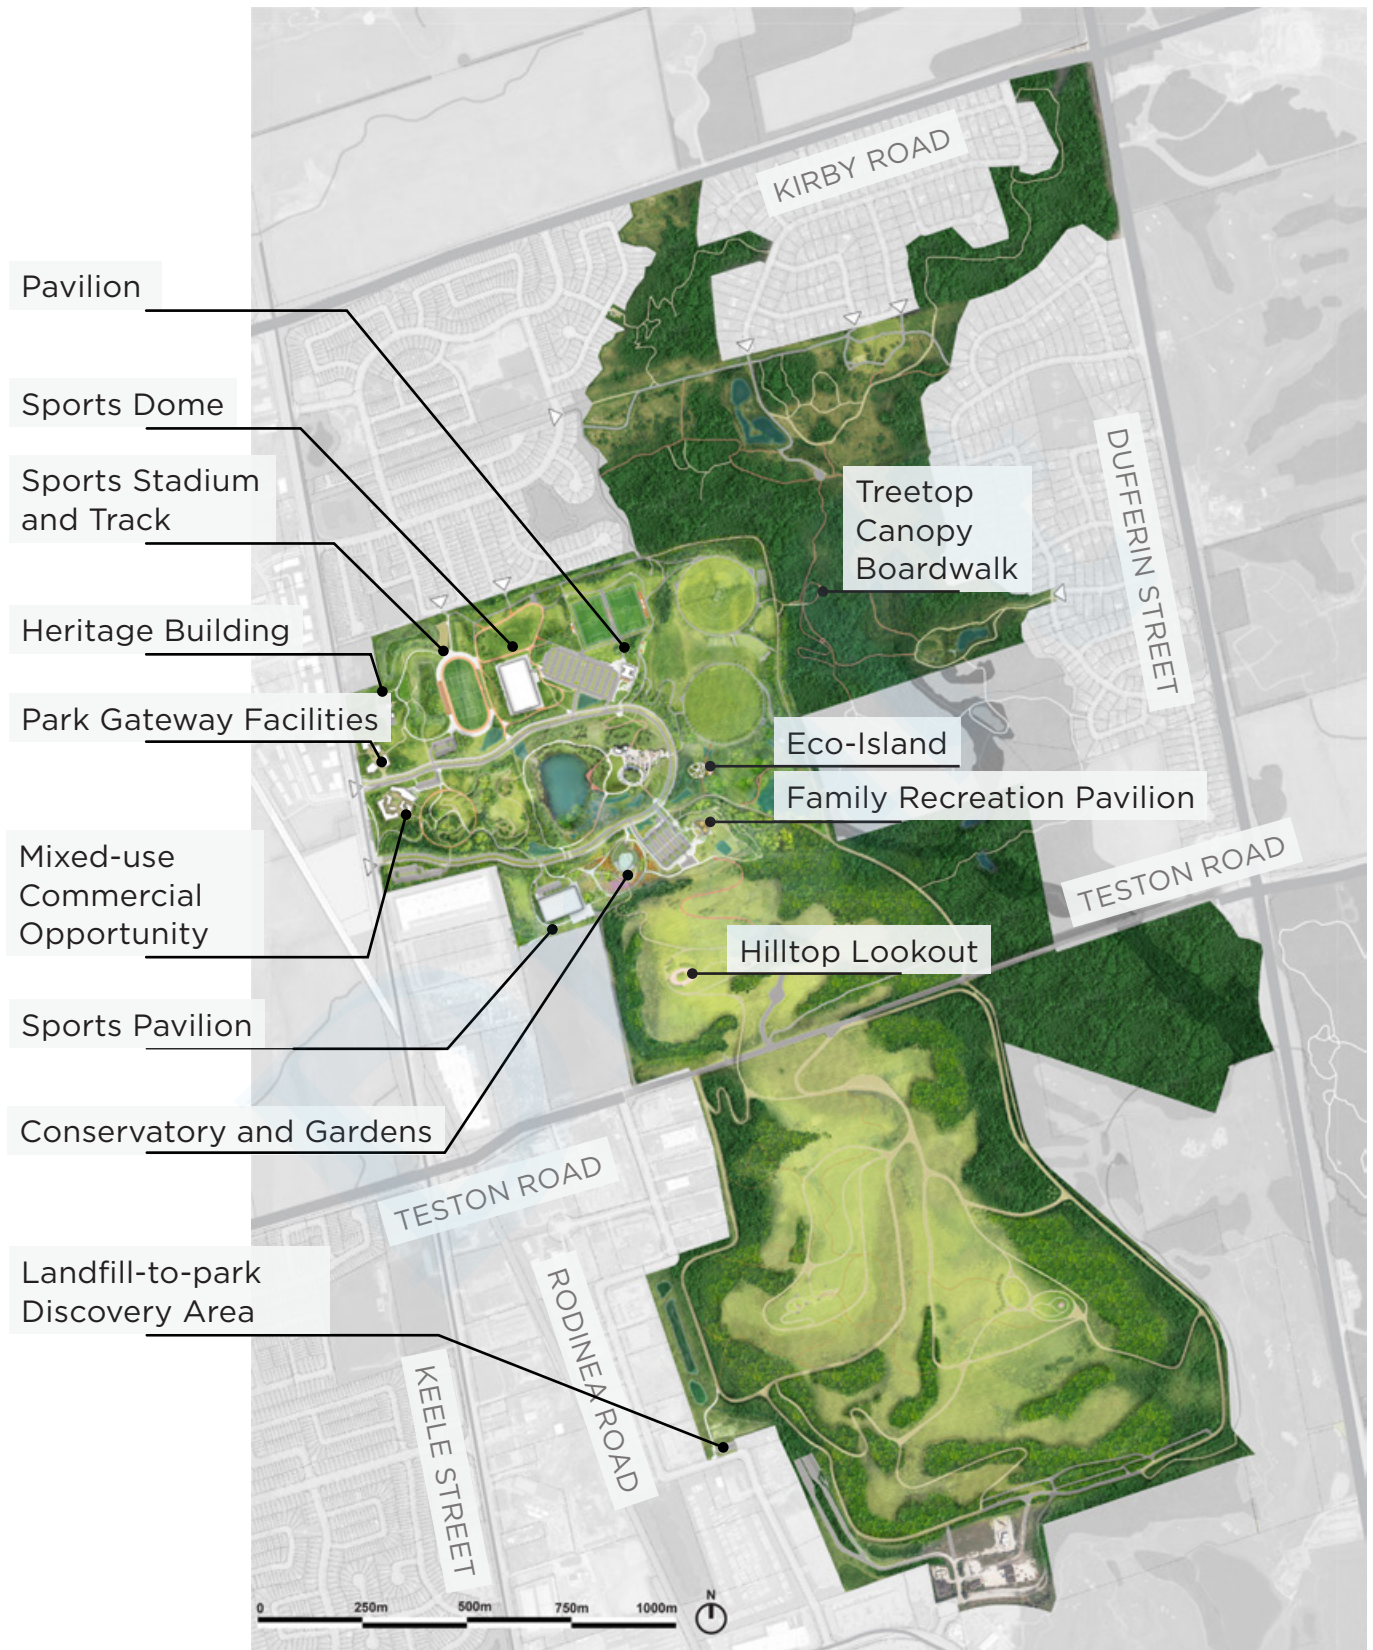 KIRBY ROAD
Pavilion
Sports Dome
Sports Stadium
and Track
Heritage Building
Park Gateway Facilities
Mixed-use
Commercial
Opportunity
Sports Pavilion
Conservatory and Gardens
Landfill-to-park
Discovery Area
Treetop
Canopy
Boardwalk
DUFFERIN STREET
Eco-Island
Family Recreation Pavilion
TESTON ROAD
Hilltop Lookout
TESTON ROAD
RODINEA ROAD
KEELE STREET
0 250m 500m 750m 1000m
N